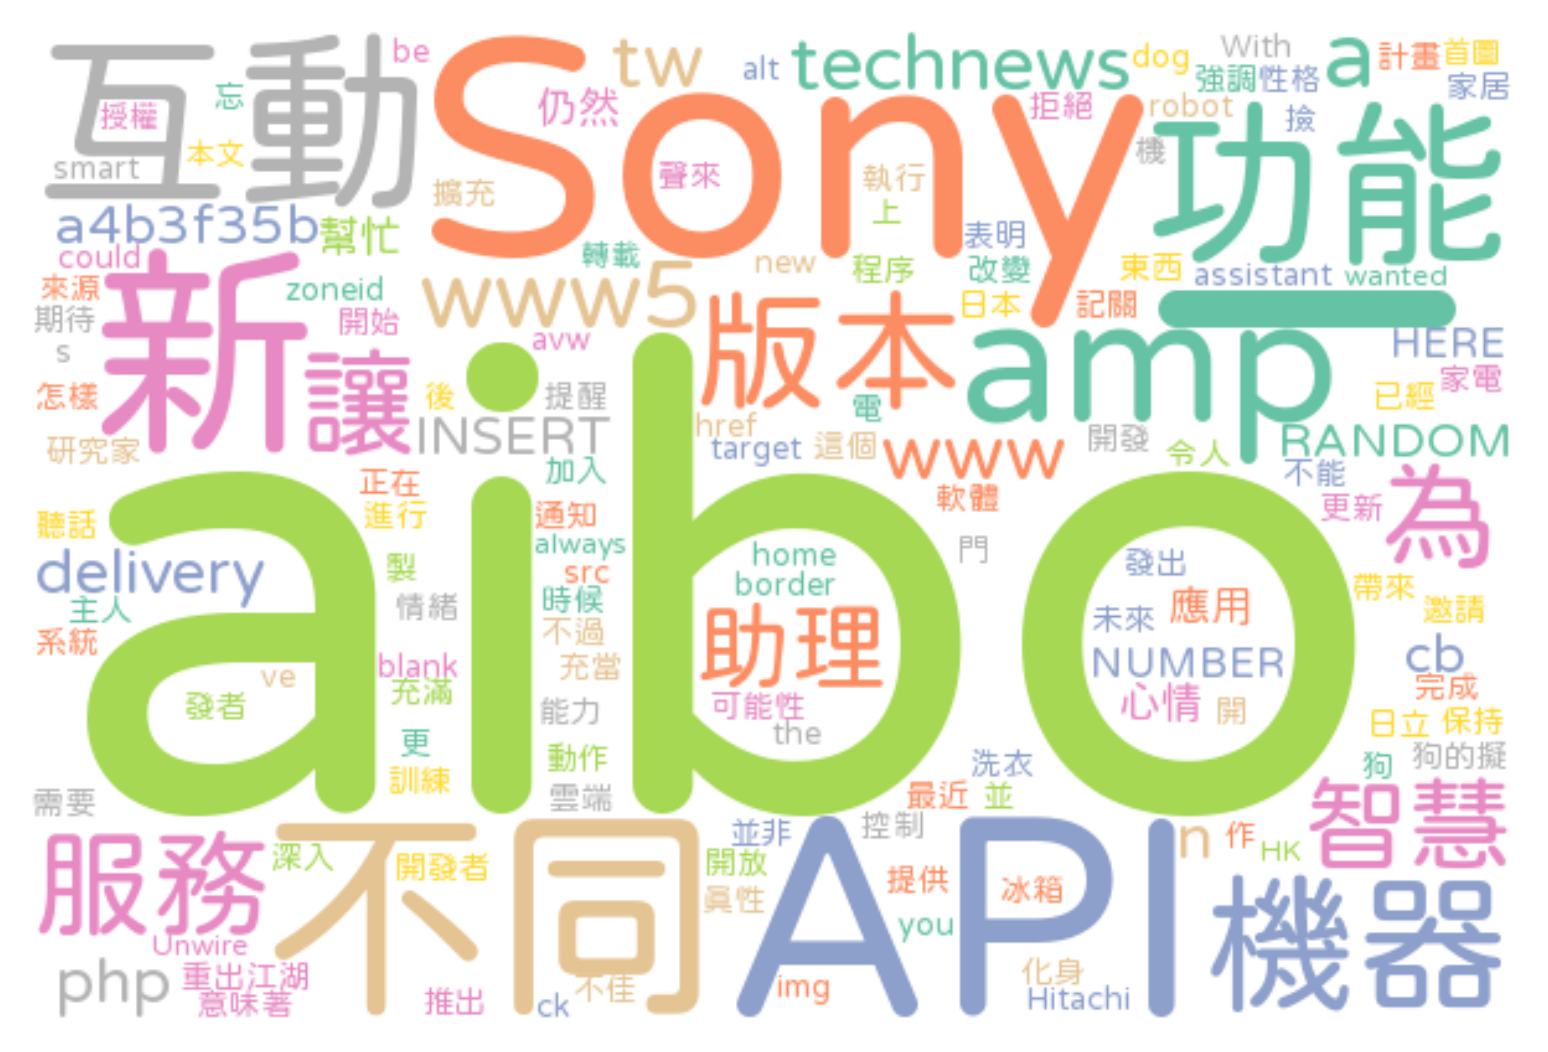 互動
Sony
be
tw
alt
technews
dog
With
a
計畫
首圖
強調
性格
家居
忘
授權
仍然
拒絕
robot
撿
機
功能
本文
smart
聲來
執行
擴充
上
a4b3f35b
幫忙
表明
could
轉載
new
程序
改變
東西
assistant
wanted
來源
zoneid
www5
日本
記關
期待
新
開始
版本
amp
_
s
avw
HERE
讓
家電
怎樣
後
提醒
電
已經
INSERT
href
研究家
target
這個
www
開發
令人
RANDOM
加入
不能
正在
軟體
更新
為
聽話
進行
通知
aibo
always
門
home
發出
delivery
製
src
border
帶來
主人
情緒
時候
助理
未來
應用
邀請
系統
不過
blank
充當
NUMBER
cb
ve
充滿
完成
發者
能力
可能性
心情
開
the
日立
保持
更
動作
洗衣
狗
狗的擬
訓練
需要
雲端
最近
並
智慧
服務
不同
API
並非
控制
n
作
HK
深入
開發者
開放
提供
冰箱
真性
機器
you
Unwire
php
重出江湖
不佳
img
化身
意味著
推出
ck
Hitachi